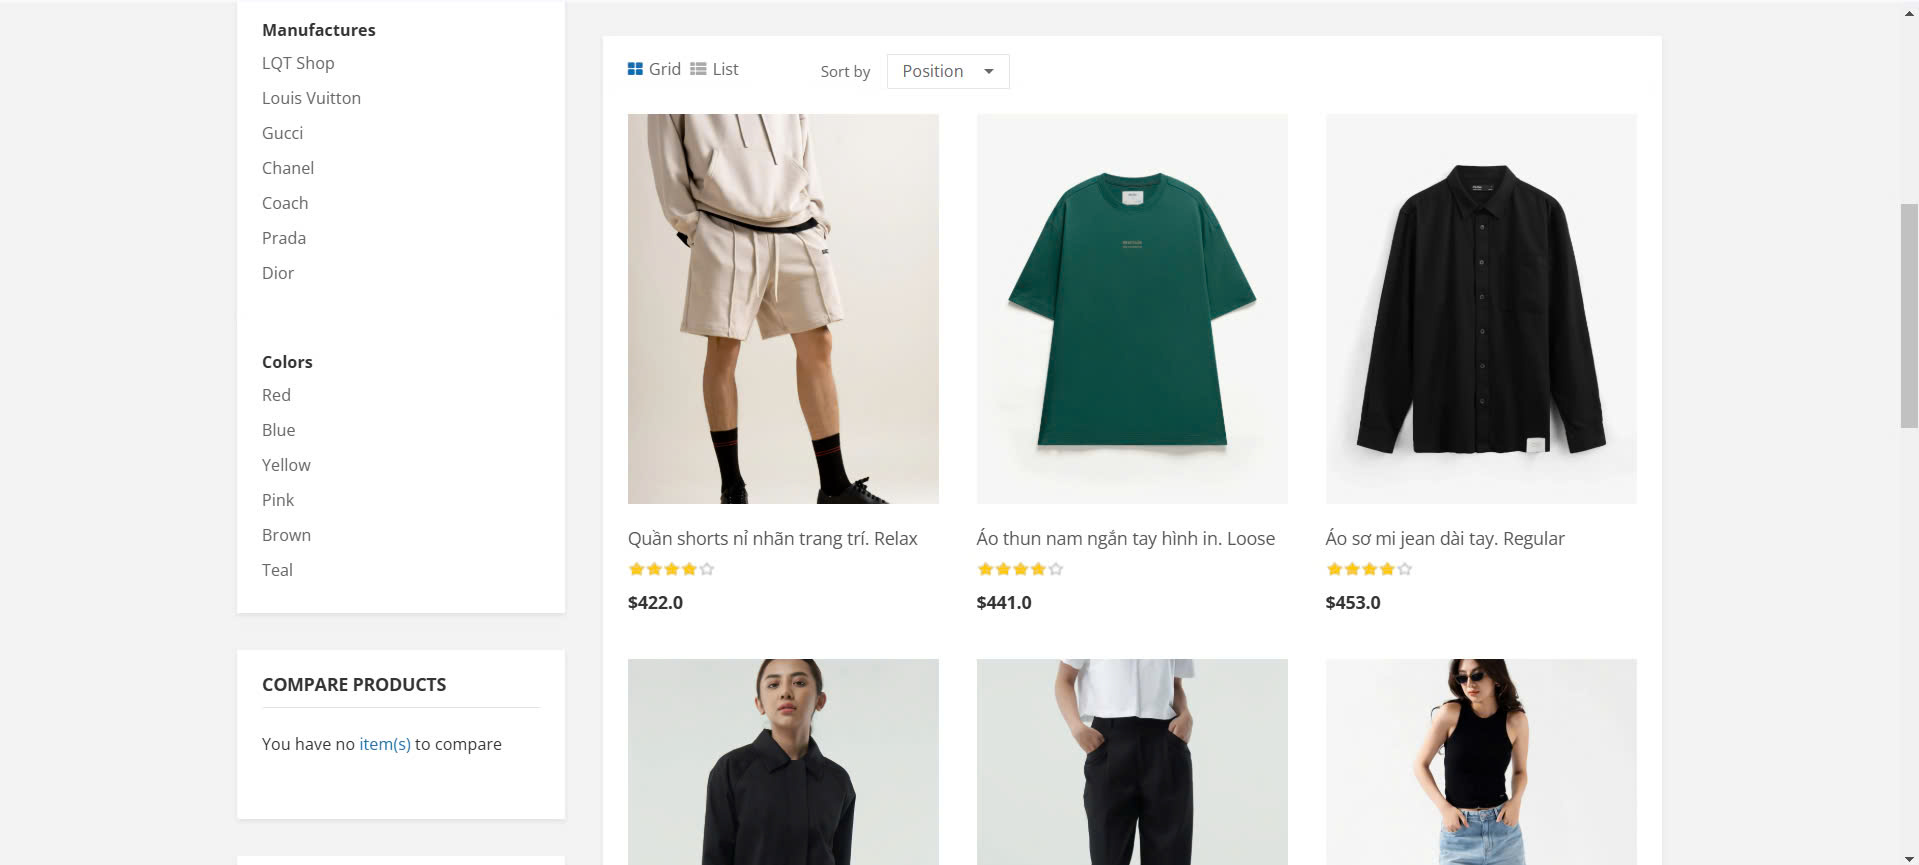 Manufactures
LQT Shop
Louis Vuitton
Gucci
Chanel
Coach
Prada
Dior
Colors
Red
Blue
Yellow
Pink
Brown
Teal
COMPARE PRODUCTS
You have no item(s) to compare
Grid List Sort by Position
Quần shorts nỉ nhãn trang trí. Relax
$422.0
Áo thun nam ngắn tay hình in. Loose
$441.0
Áo sơ mi jean dài tay. Regular
$453.0